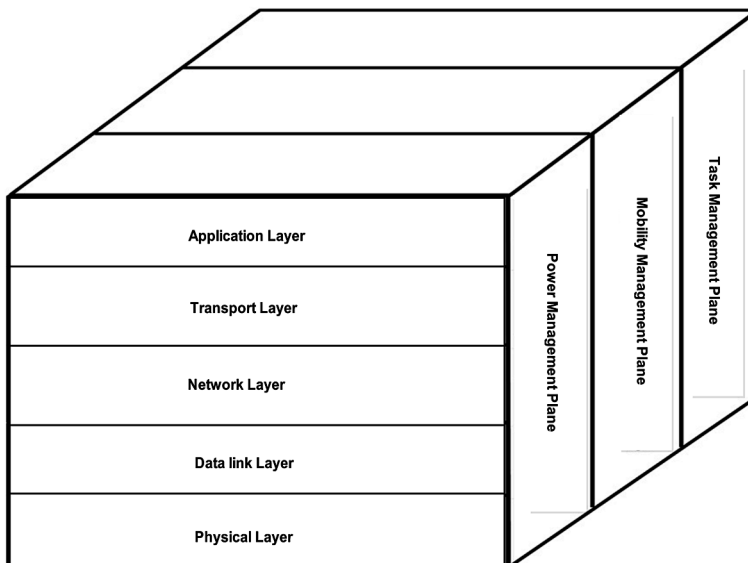 Application Layer
Transport Layer
Network Layer
Data link Layer
Physical Layer
Power Management Plane
Mobility Management Plane
Task Management Plane